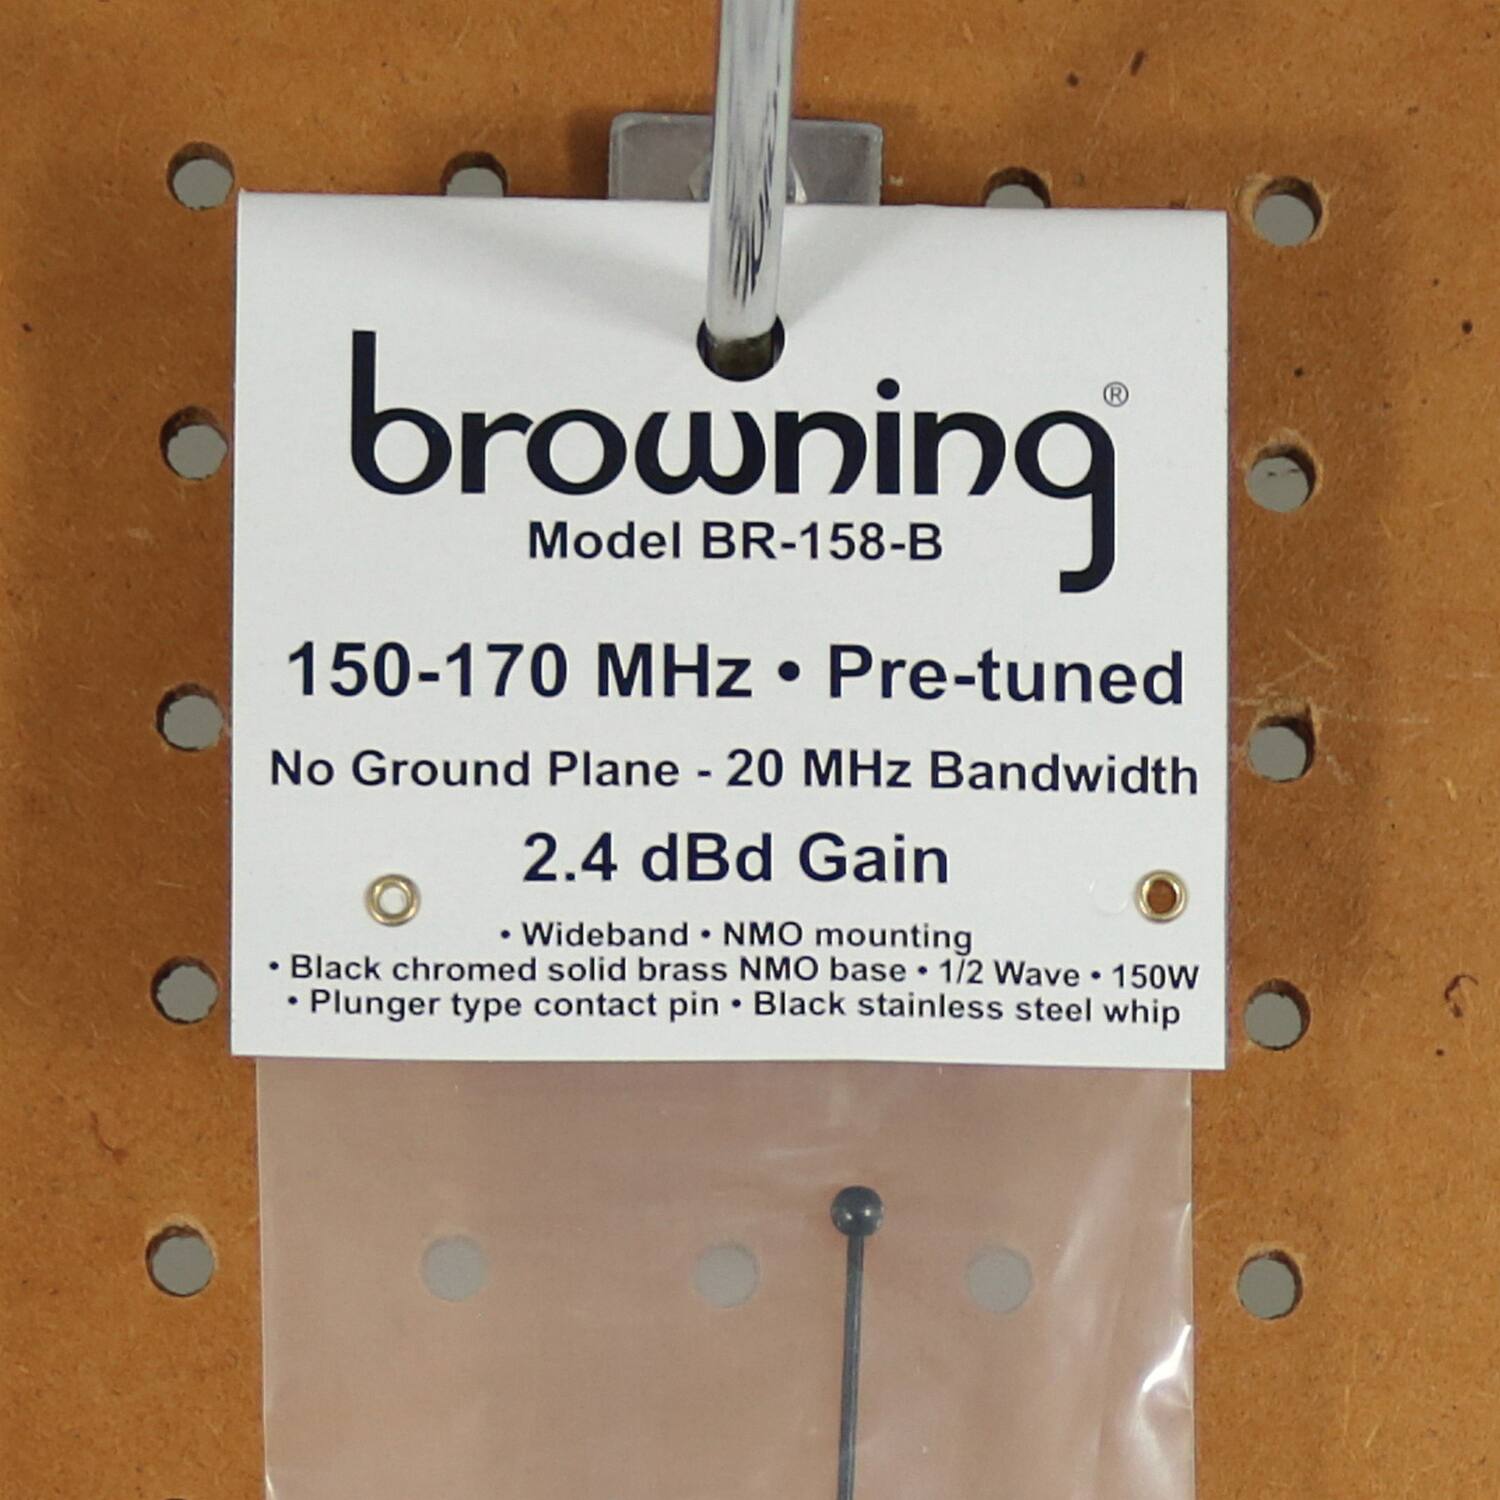 browning®
Model BR-158-B
150-170 MHz • Pre-tuned
No Ground Plane - 20 MHz Bandwidth
2.4 dBd Gain
• Wideband • NMO mounting
• Black chromed solid brass NMO base • 1/2 Wave • 150W
• Plunger type contact pin • Black stainless steel whip